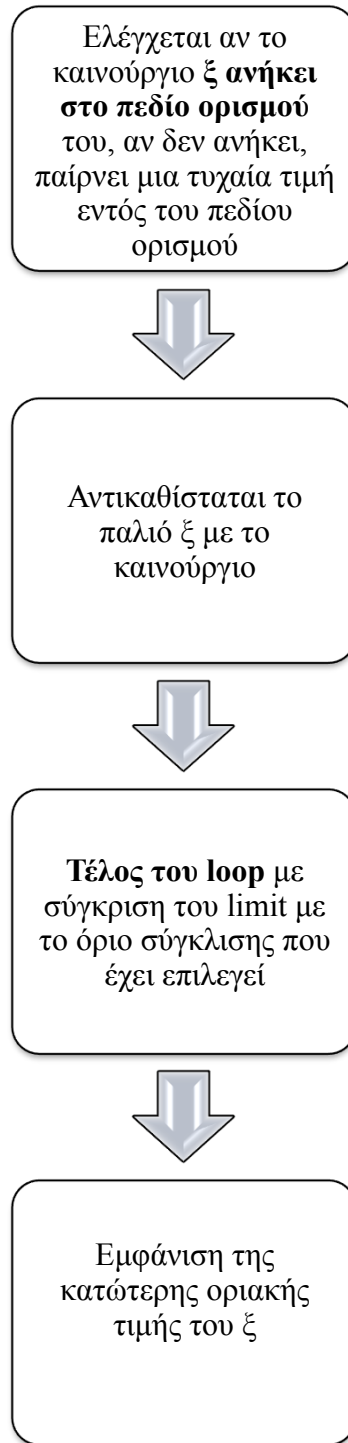 Ελέγχεται αν το
καινούργιο ξ ανήκει
στο πεδίο ορισμού
του, αν δεν ανήκει,
παίρνει μια τυχαία τιμή
εντός του πεδίου
ορισμού
Αντικαθίσταται το
παλιό ξ με το
καινούργιο
Τέλος του loop με
σύγκριση του limit με
το όριο σύγκλισης που
έχει επιλεγεί
Εμφάνιση της
κατώτερης οριακής
τιμής του ξ